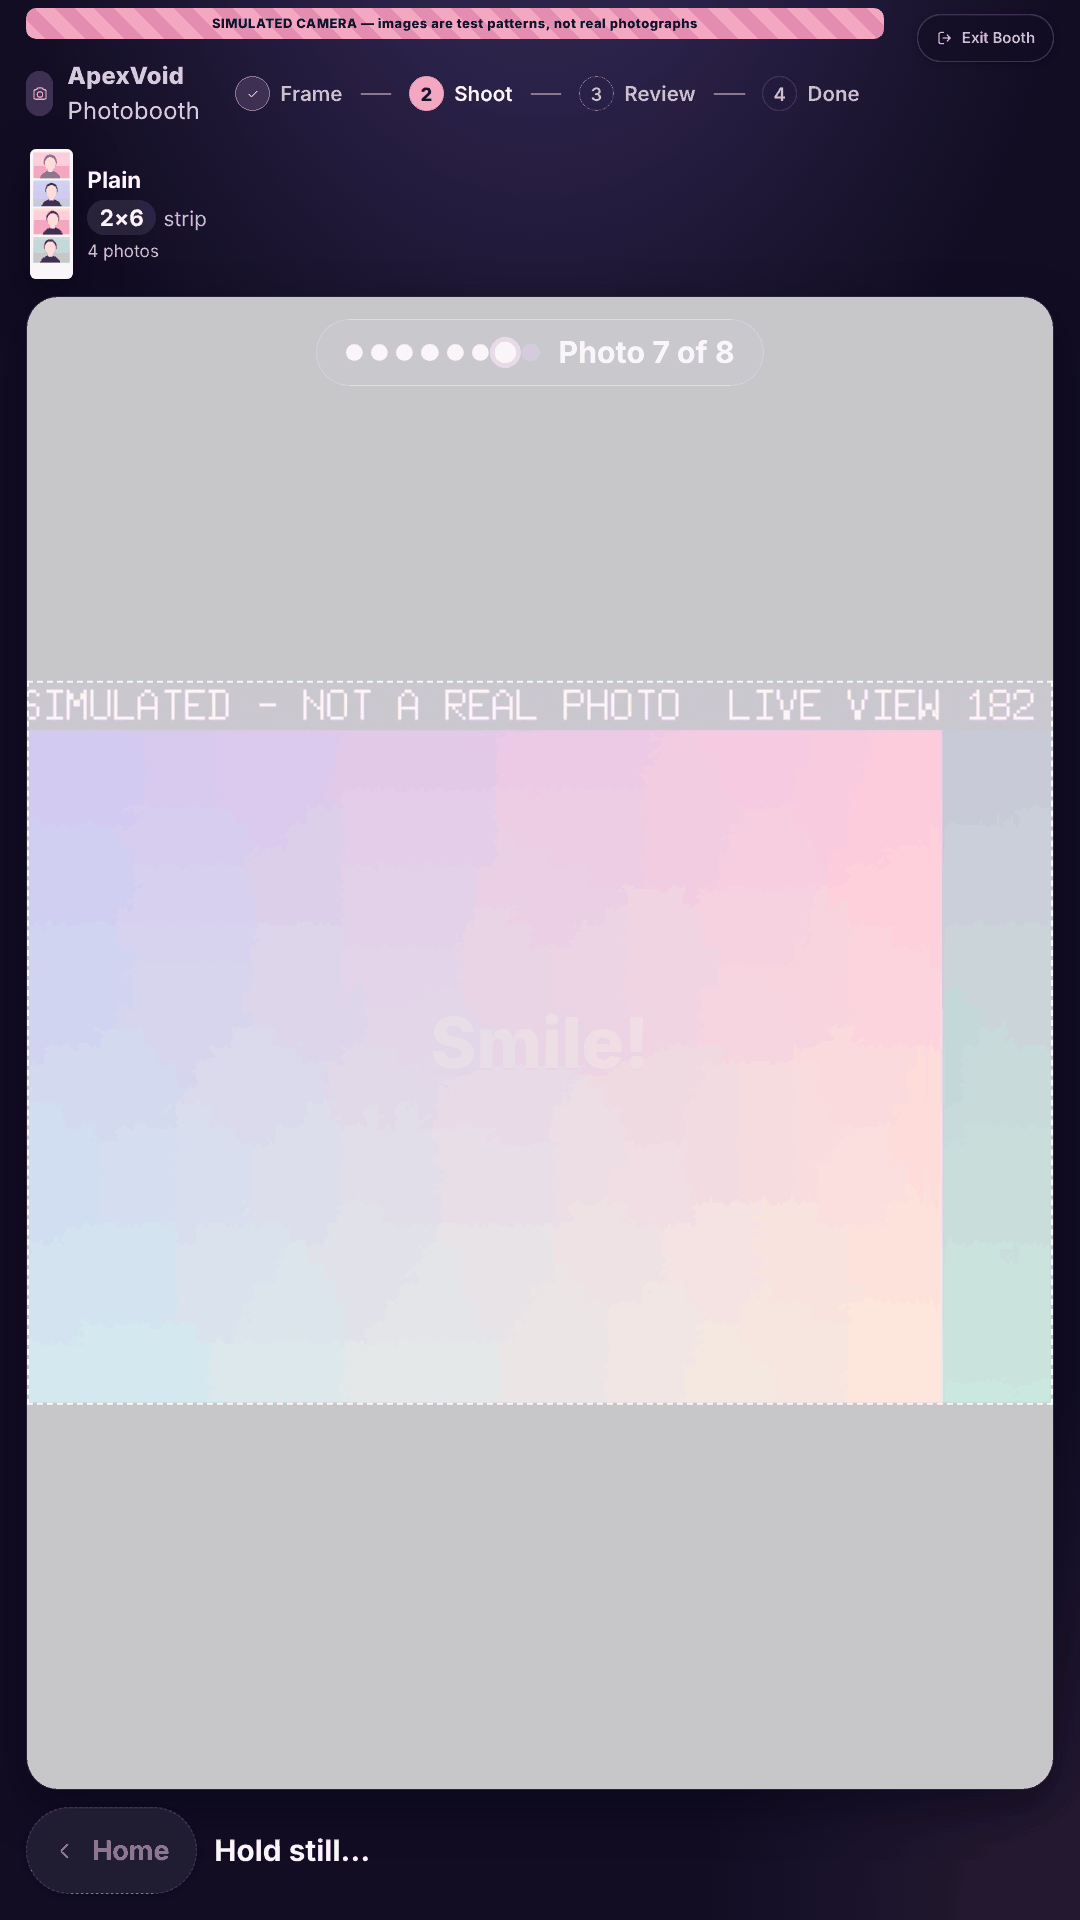 SIMULATED CAMERA — images are test patterns, not real photographs
Exit Booth
ApexVoid
Photobooth
Frame
2 Shoot
3 Review
4 Done
Plain
2×6 strip
4 photos
Photo 7 of 8
SIMULATED - NOT A REAL PHOTO LIVE VIEW 182
Smile!
Home
Hold still...